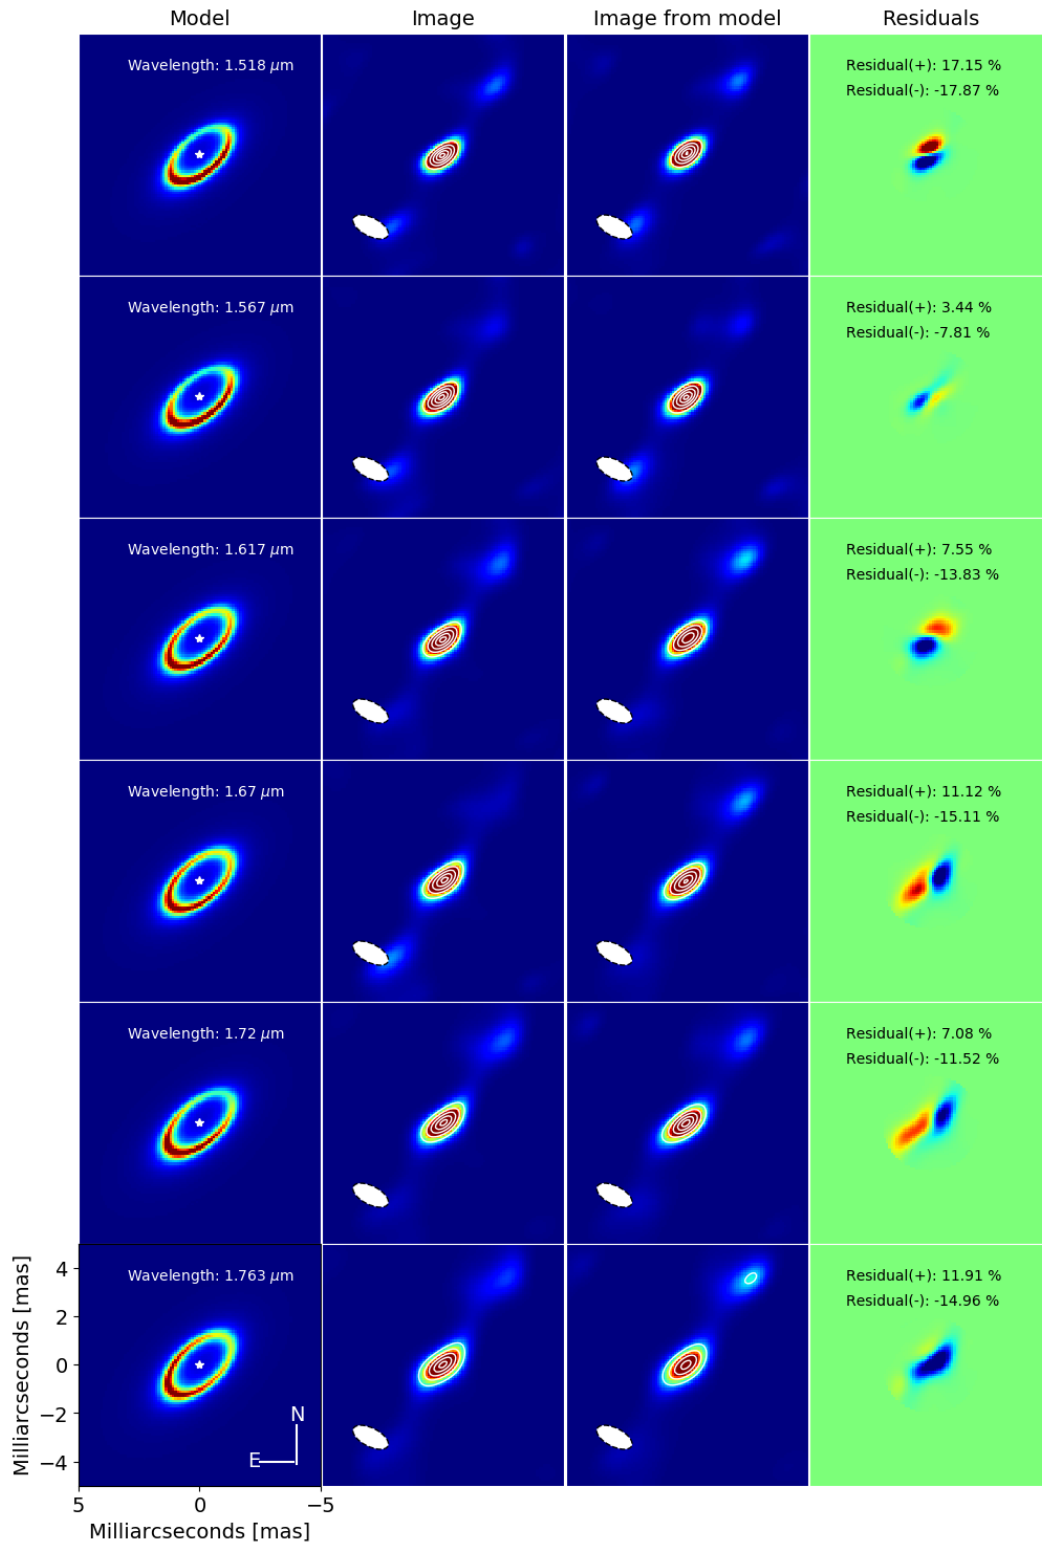 Model Image Image from model Residuals
Wavelength: 1.518 μm
Residual(+): 17.15 %
Residual(-): -17.87 %
Wavelength: 1.567 μm
Residual(+): 3.44 %
Residual(-): -7.81 %
Wavelength: 1.617 μm
Residual(+): 7.55 %
Residual(-): -13.83 %
Wavelength: 1.67 μm
Residual(+): 11.12 %
Residual(-): -15.11 %
Wavelength: 1.72 μm
Residual(+): 7.08 %
Residual(-): -11.52 %
Wavelength: 1.763 μm
Residual(+): 11.91 %
Residual(-): -14.96 %
Milliarcseconds [mas]
4
2
0
−2
−4
N
E
5 0 −5
Milliarcseconds [mas]